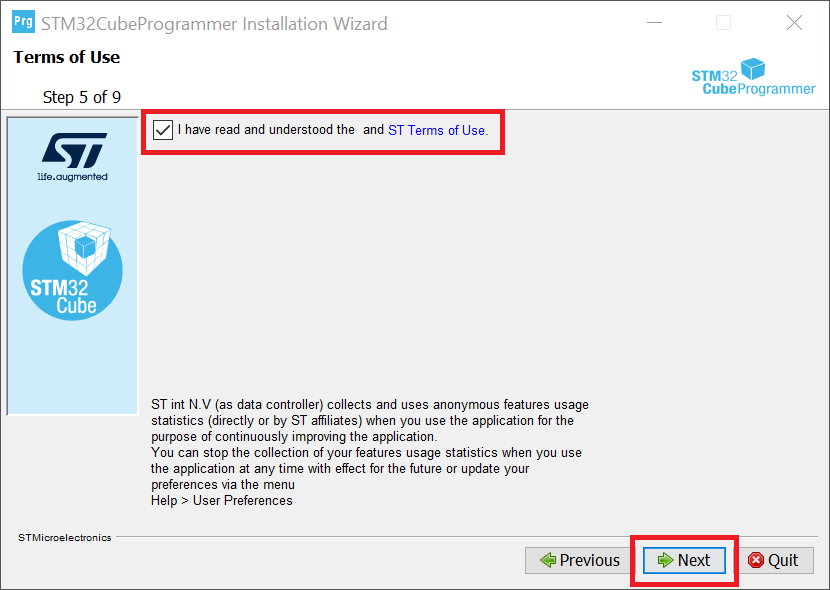 Prg STM32CubeProgrammer Installation Wizard
Terms of Use
Step 5 of 9
STM32
CubeProgrammer
I have read and understood the  and ST Terms of Use.
ST
life.augmented
STM32
Cube
ST int N.V (as data controller) collects and uses anonymous features usage
statistics (directly or by ST affiliates) when you use the application for the
purpose of continuously improving the application.
You can stop the collection of your features usage statistics when you use
the application at any time with effect for the future or update your
preferences via the menu
Help > User Preferences
STMicroelectronics
Previous Next Quit